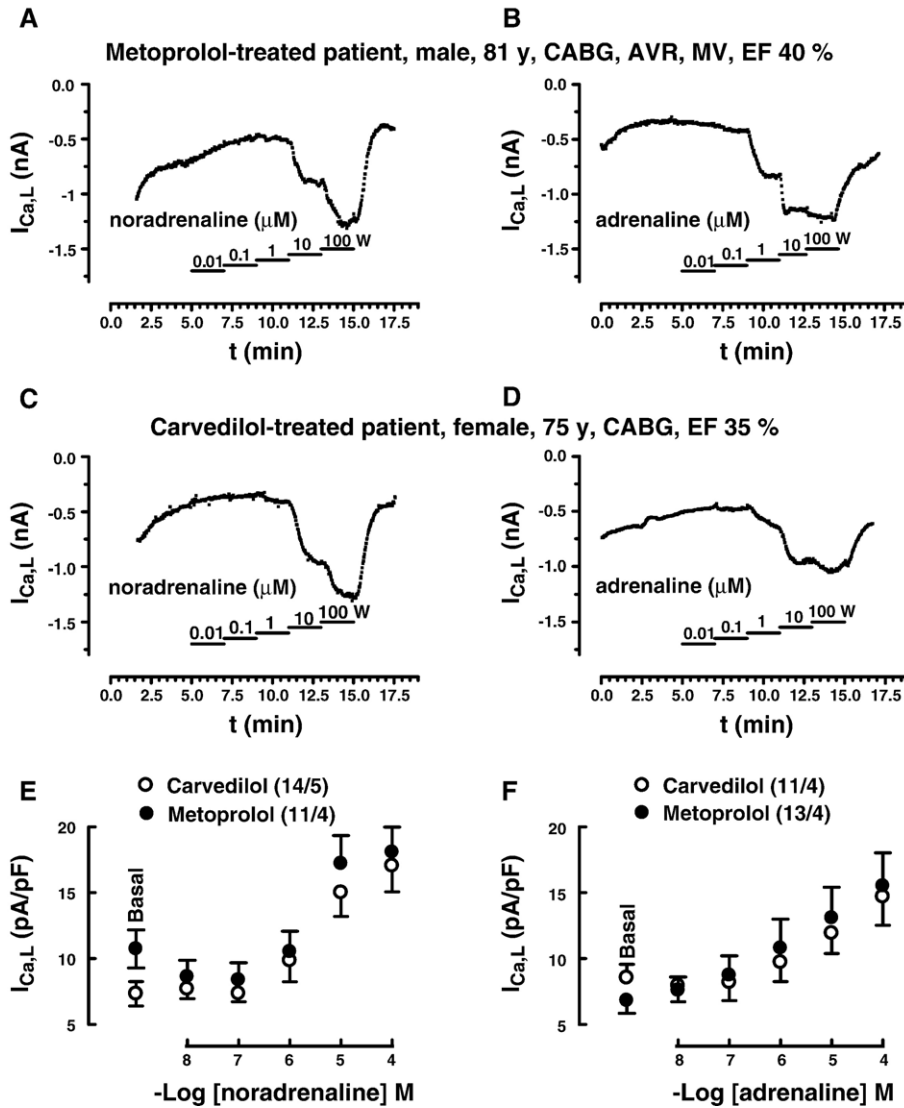 A
B
Metoprolol-treated patient, male, 81 y, CABG, AVR, MV, EF 40 %
0.0
-0.5
-1.0
-1.5
I_Ca,L (nA)
noradrenaline (μM)
0.01
0.1
1
10
100 W
0.0 2.5 5.0 7.5 10.0 12.5 15.0 17.5
t (min)
0.0
-0.5
-1.0
-1.5
I_Ca,L (nA)
adrenaline (μM)
0.01
0.1
1
10
100 W
0.0 2.5 5.0 7.5 10.0 12.5 15.0 17.5
t (min)
C
D
Carvedilol-treated patient, female, 75 y, CABG, EF 35 %
0.0
-0.5
-1.0
-1.5
I_Ca,L (nA)
noradrenaline (μM)
0.01
0.1
1
10
100 W
0.0 2.5 5.0 7.5 10.0 12.5 15.0 17.5
t (min)
0.0
-0.5
-1.0
-1.5
I_Ca,L (nA)
adrenaline (μM)
0.01
0.1
1
10
100 W
0.0 2.5 5.0 7.5 10.0 12.5 15.0 17.5
t (min)
E
Carvedilol (14/5)
Metoprolol (11/4)
20
15
10
5
I_Ca,L (pA/pF)
Basal
8 7 6 5 4
-Log [noradrenaline] M
F
Carvedilol (11/4)
Metoprolol (13/4)
20
15
10
5
I_Ca,L (pA/pF)
Basal
8 7 6 5 4
-Log [adrenaline] M